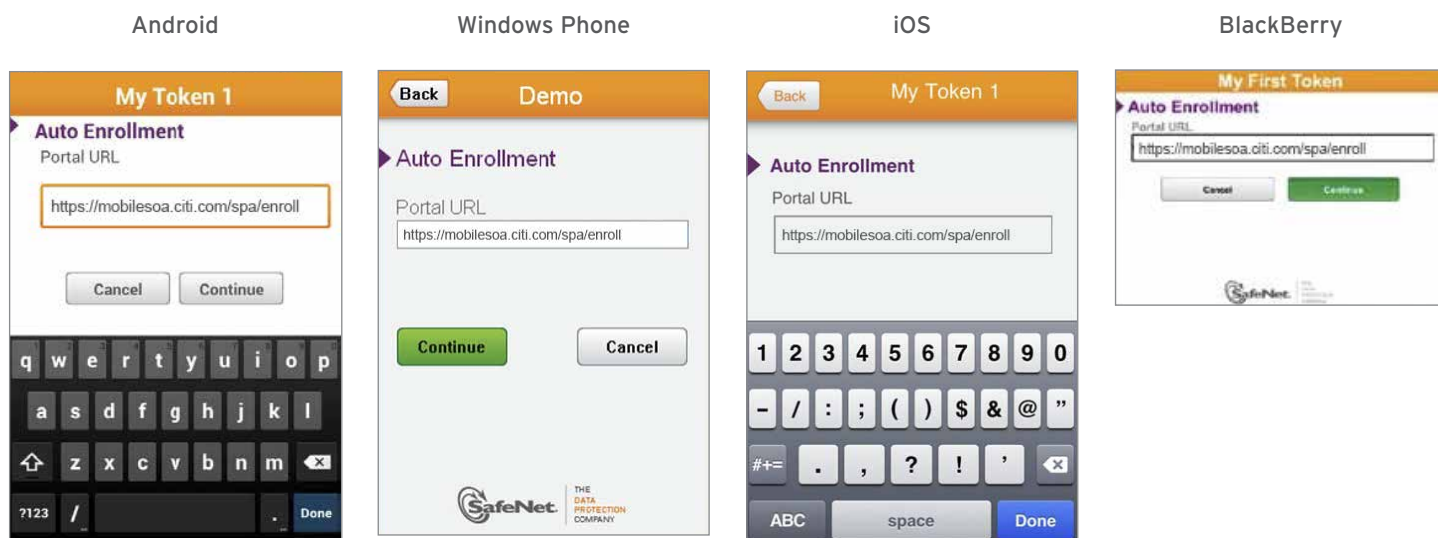 Android
Windows Phone
iOS
BlackBerry
My Token 1
Auto Enrollment
Portal URL
https://mobilesoa.citi.com/spa/enroll
Cancel Continue
q w e r t y u i o p
a s d f g h j k l
z x c v b n m
?123 / . Done
Back Demo
Auto Enrollment
Portal URL
https://mobilesoa.citi.com/spa/enroll
Continue Cancel
SafeNet.
THE
DATA
PROTECTION
COMPANY
Back My Token 1
Auto Enrollment
Portal URL
https://mobilesoa.citi.com/spa/enroll
1 2 3 4 5 6 7 8 9 0
- / : ; ( ) $ & @ "
#+= . , ? ! '
ABC space Done
My First Token
Auto Enrollment
Portal URL
https://mobilesoa.citi.com/spa/enroll
Cancel Continue
SafeNet.